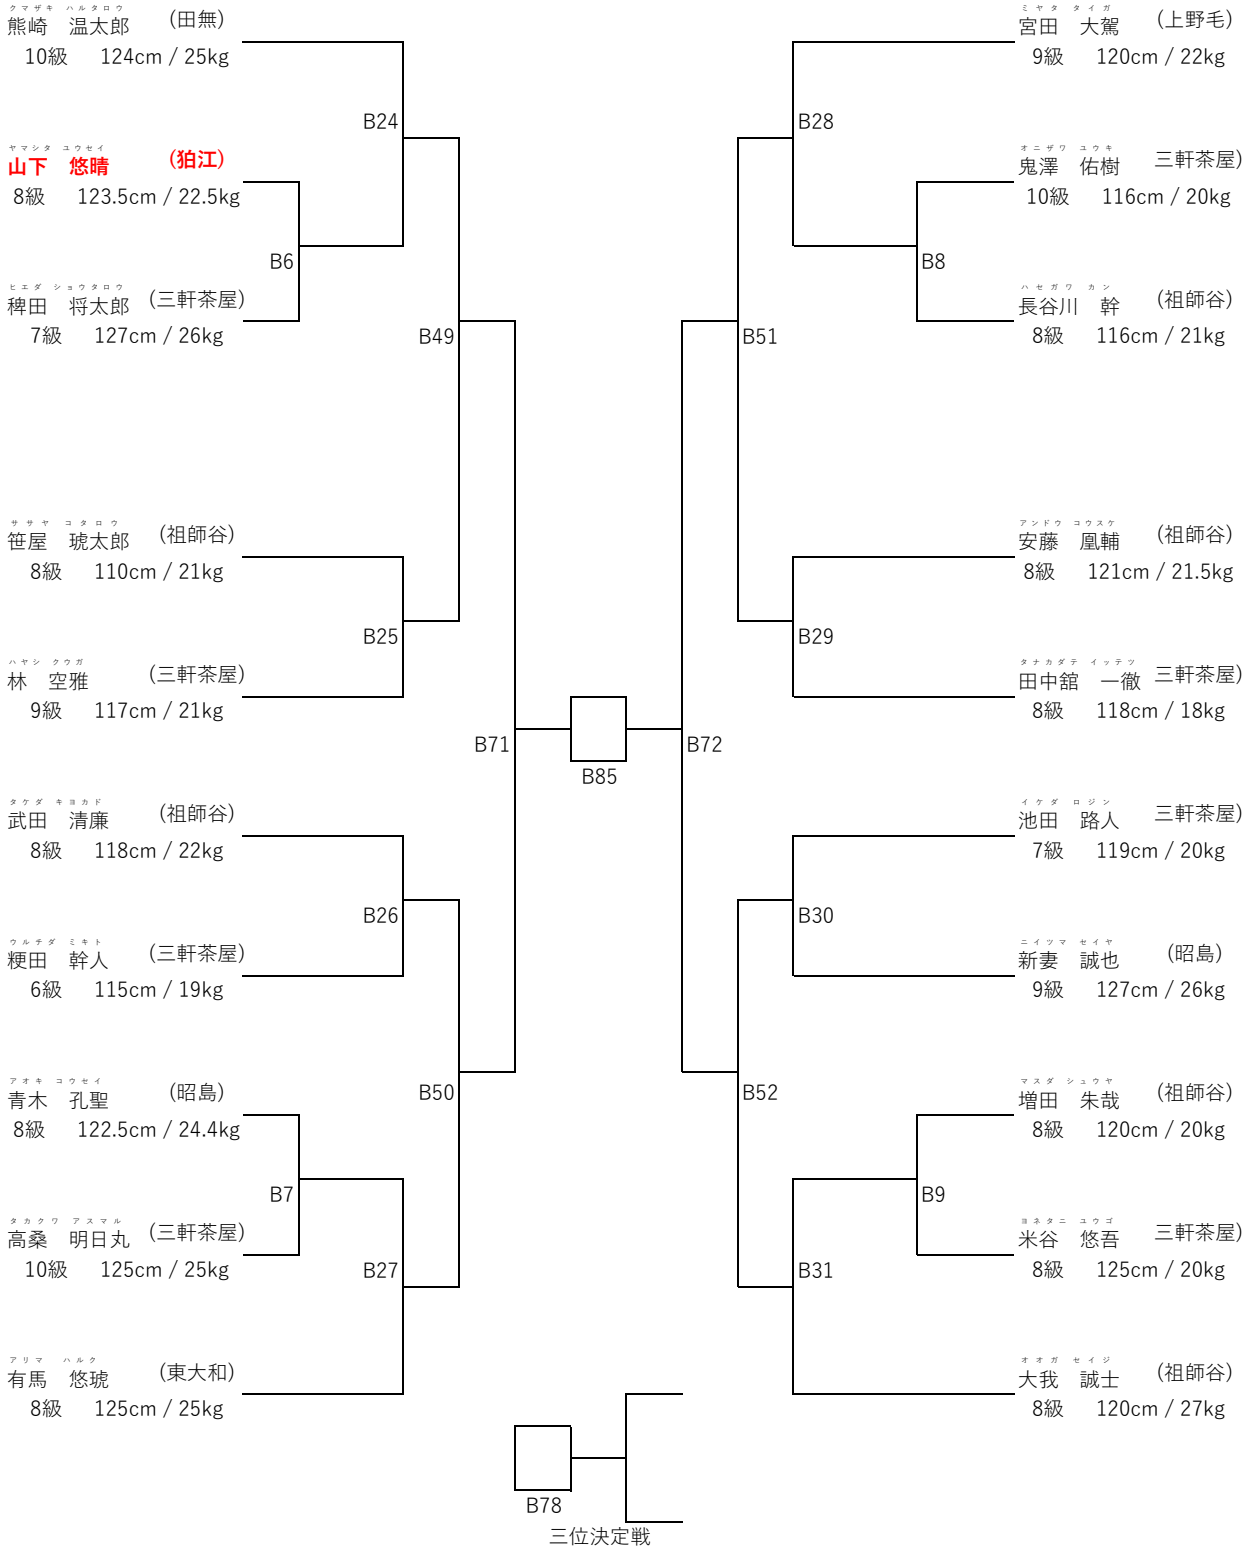 クマザキ ハルタロウ
熊崎　温太郎　(田無)
10級　124cm / 25kg
B24
ヤマシタ ユウセイ
山下　悠晴　(狛江)
8級　123.5cm / 22.5kg
B6
ヒエダ ショウタロウ
稗田　将太郎　(三軒茶屋)
7級　127cm / 26kg
B49
ササヤ コタロウ
笹屋　琥太郎　(祖師谷)
8級　110cm / 21kg
B25
ハヤシ クウガ
林　空雅　(三軒茶屋)
9級　117cm / 21kg
B71
タケダ キヨカド
武田　清廉　(祖師谷)
8級　118cm / 22kg
B26
ウルチダ ミキト
粳田　幹人　(三軒茶屋)
6級　115cm / 19kg
アオキ コウセイ
青木　孔聖　(昭島)
B50
8級　122.5cm / 24.4kg
B7
タカクワ アスマル
高桑　明日丸　(三軒茶屋)
10級　125cm / 25kg
B27
アリマ ハルク
有馬　悠琥　(東大和)
8級　125cm / 25kg
B85
B78
三位決定戦
ミヤタ タイガ
宮田　大駕　(上野毛)
9級　120cm / 22kg
B28
オニザワ ユウキ
鬼澤　佑樹　三軒茶屋)
10級　116cm / 20kg
B8
ハセガワ カン
長谷川　幹　(祖師谷)
8級　116cm / 21kg
B51
アンドウ コウスケ
安藤　凰輔　(祖師谷)
8級　121cm / 21.5kg
B29
タナカダテ イッテツ
田中舘　一徹　三軒茶屋)
8級　118cm / 18kg
B72
イケダ ロジン
池田　路人　三軒茶屋)
7級　119cm / 20kg
B30
ニイツマ セイヤ
新妻　誠也　(昭島)
9級　127cm / 26kg
マスダ シュウヤ
増田　朱哉　(祖師谷)
B52
8級　120cm / 20kg
B9
ヨネタニ ユウゴ
米谷　悠吾　三軒茶屋)
8級　125cm / 20kg
B31
オオガ セイジ
大我　誠士　(祖師谷)
8級　120cm / 27kg